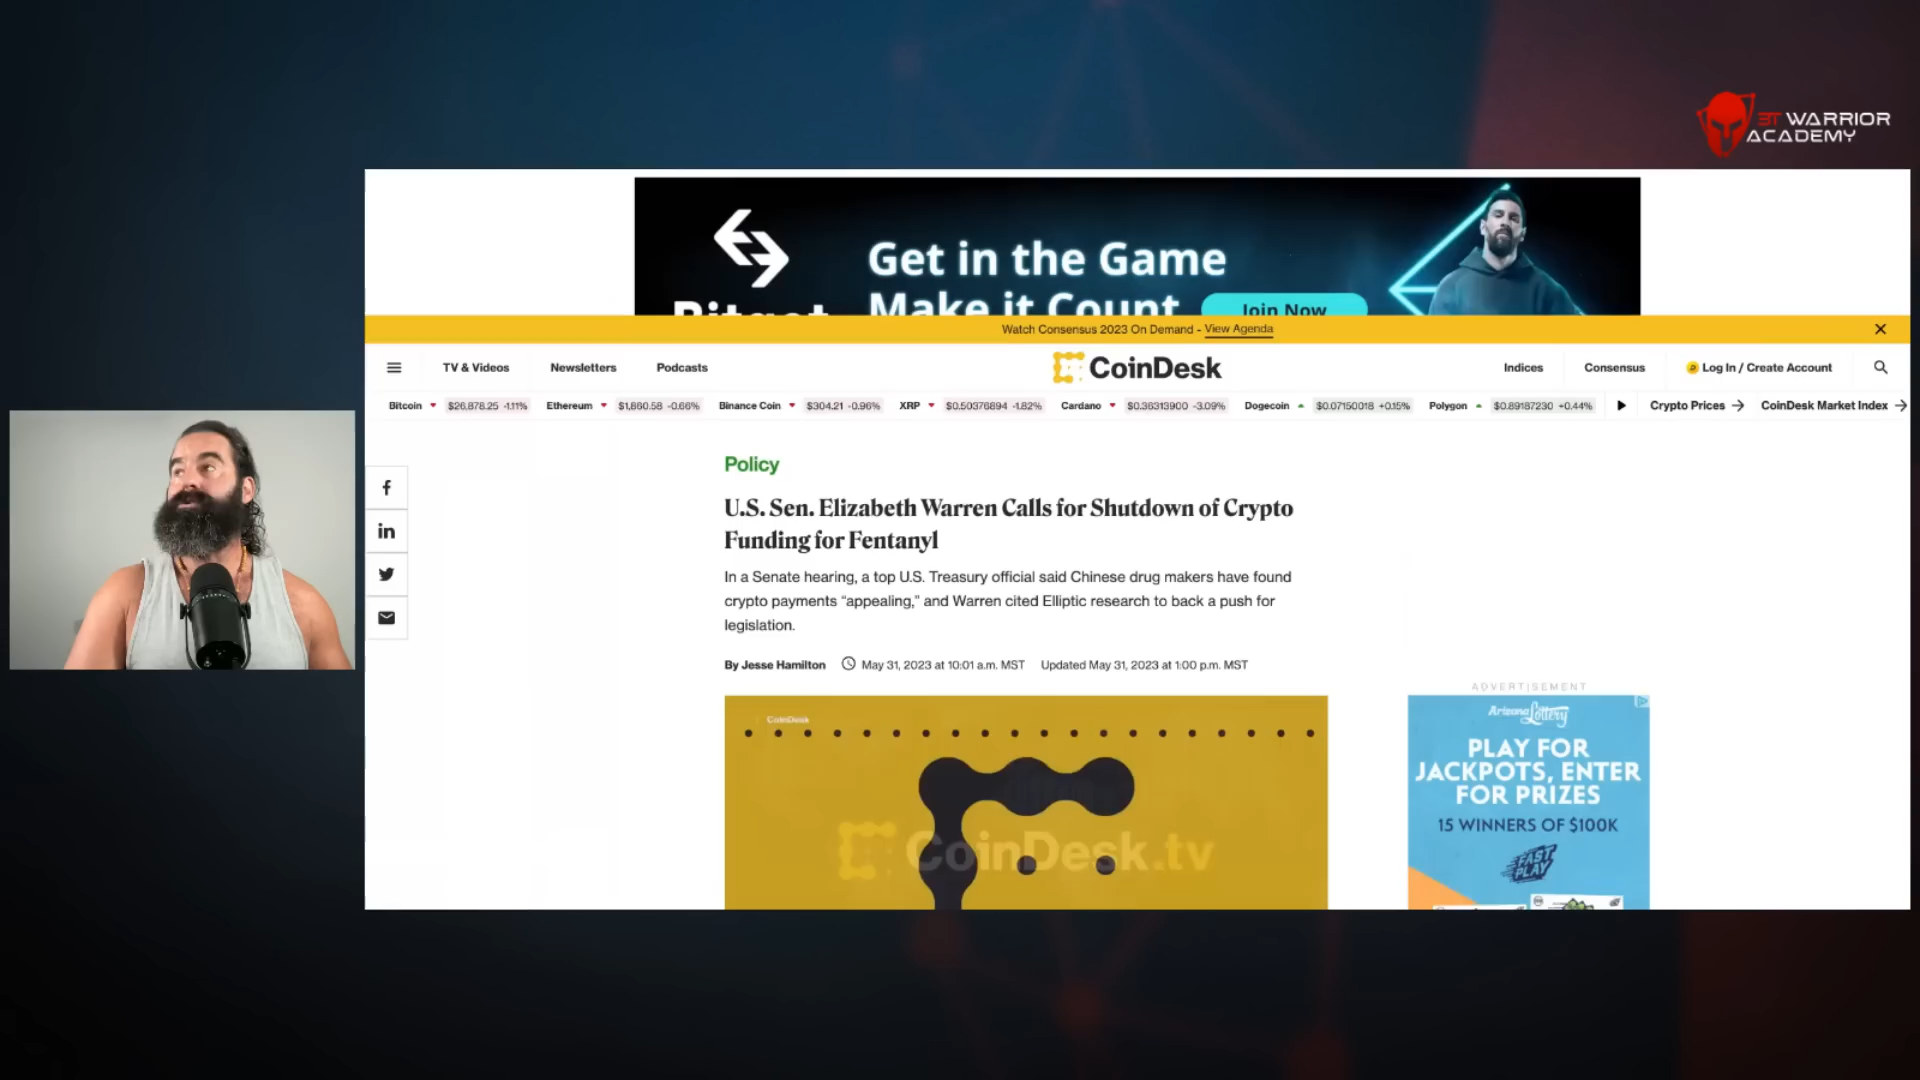 3T WARRIOR
ACADEMY
Get in the Game
Make it Count
Join Now
Bitget
Watch Consensus 2023 On Demand - View Agenda
TV & Videos
Newsletters
Podcasts
CoinDesk
Indices
Consensus
Log In / Create Account
Bitcoin $26,878.25 -1.11% Ethereum $1,860.58 -0.66% Binance Coin $304.21 -0.96% XRP $0.50376894 -1.82% Cardano $0.36313900 -3.09% Dogecoin $0.07150018 +0.15% Polygon $0.89187230 +0.44% Crypto Prices → CoinDesk Market Index →
Policy
U.S. Sen. Elizabeth Warren Calls for Shutdown of Crypto
Funding for Fentanyl
In a Senate hearing, a top U.S. Treasury official said Chinese drug makers have found
crypto payments “appealing,” and Warren cited Elliptic research to back a push for
legislation.
By Jesse Hamilton May 31, 2023 at 10:01 a.m. MST Updated May 31, 2023 at 1:00 p.m. MST
CoinDesk
CoinDesk.tv
ADVERTISEMENT
Arizona Lottery
PLAY FOR
JACKPOTS, ENTER
FOR PRIZES
15 WINNERS OF $100K
FAST
PLAY